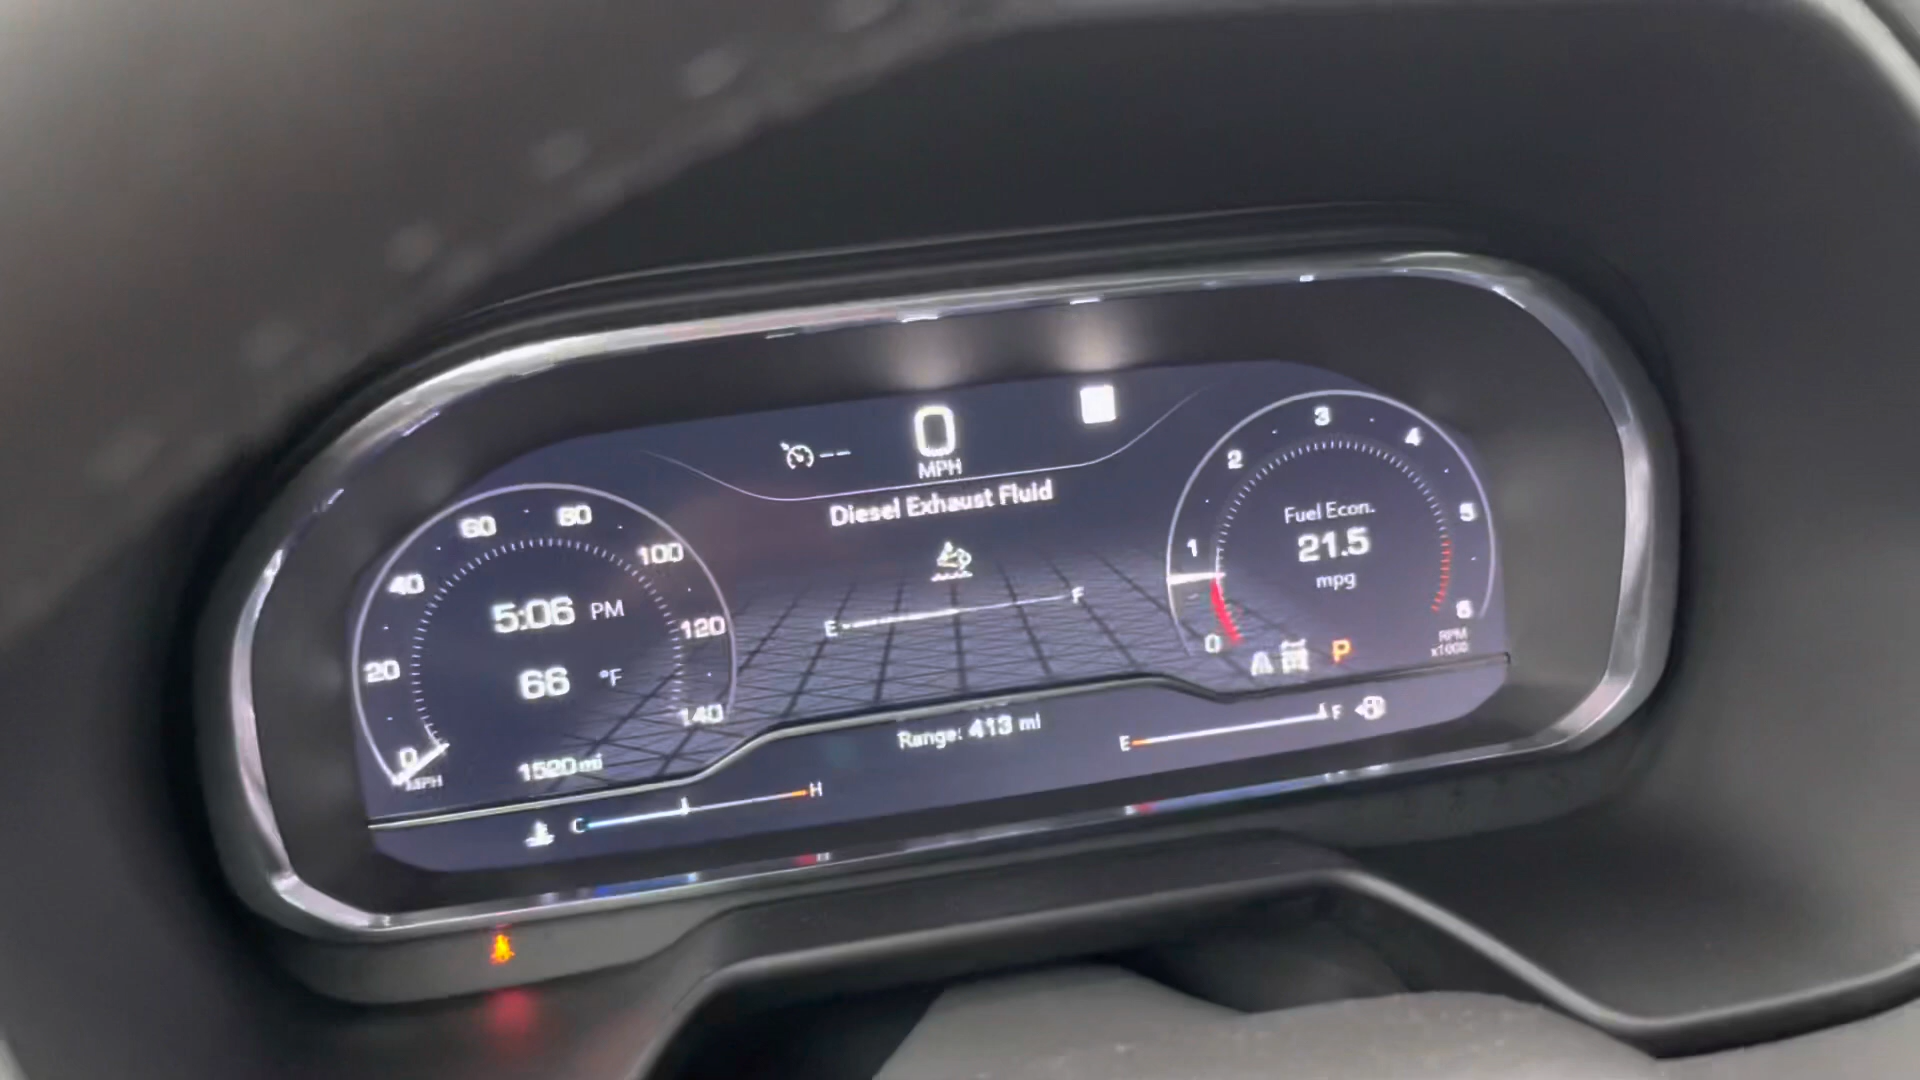 0
MPH
Diesel Exhaust Fluid
E F
0 20 40 60 80 100 120 140
MPH
5:06 PM
66 °F
1520 mi
0 1 2 3 4 5 6
RPM
x1000
Fuel Econ.
21.5
mpg
P
Range: 413 mi
E F
C H